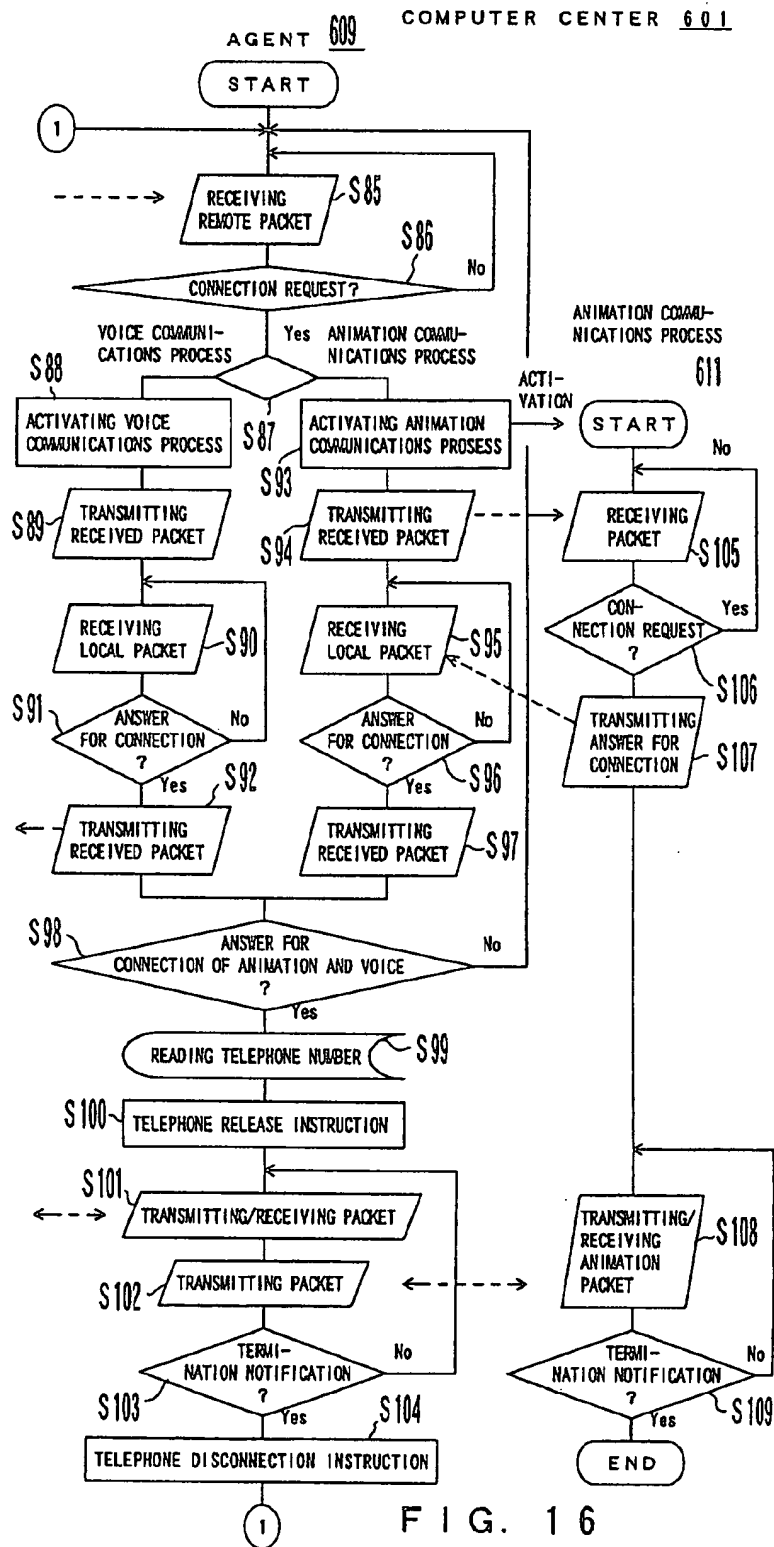 COMPUTER CENTER 601
AGENT 609
START
1
RECEIVING
REMOTE PACKET
S85
S86
CONNECTION REQUEST?
No
VOICE COMMUNI-
CATIONS PROCESS
Yes
ANIMATION COMMU-
NICATIONS PROCESS
S87
S88
ACTIVATING VOICE
COMMUNICATIONS PROCESS
S89
TRANSMITTING
RECEIVED PACKET
RECEIVING
LOCAL PACKET
S90
S91
ANSWER
FOR CONNECTION
?
No
Yes
S92
TRANSMITTING
RECEIVED PACKET
ACTIVATING ANIMATION
COMMUNICATIONS PROSESS
S93
TRANSMITTING
RECEIVED PACKET
S94
RECEIVING
LOCAL PACKET
S95
ANSWER
FOR CONNECTION
?
No
S96
Yes
TRANSMITTING
RECEIVED PACKET
S97
S98
ANSWER FOR
CONNECTION OF ANIMATION AND VOICE
?
No
Yes
READING TELEPHONE NUMBER
S99
S100
TELEPHONE RELEASE INSTRUCTION
S101
TRANSMITTING/RECEIVING PACKET
S102
TRANSMITTING PACKET
TERMI-
NATION NOTIFICATION
?
No
S103
Yes
S104
TELEPHONE DISCONNECTION INSTRUCTION
1
ANIMATION COMMU-
NICATIONS PROCESS
611
ACTI-
VATION
START
No
RECEIVING
PACKET
S105
CON-
NECTION REQUEST
?
Yes
S106
TRANSMITTING
ANSWER FOR
CONNECTION
S107
TRANSMITTING/
RECEIVING
ANIMATION
PACKET
S108
TERMI-
NATION NOTIFICATION
?
No
S109
Yes
END
FIG. 16